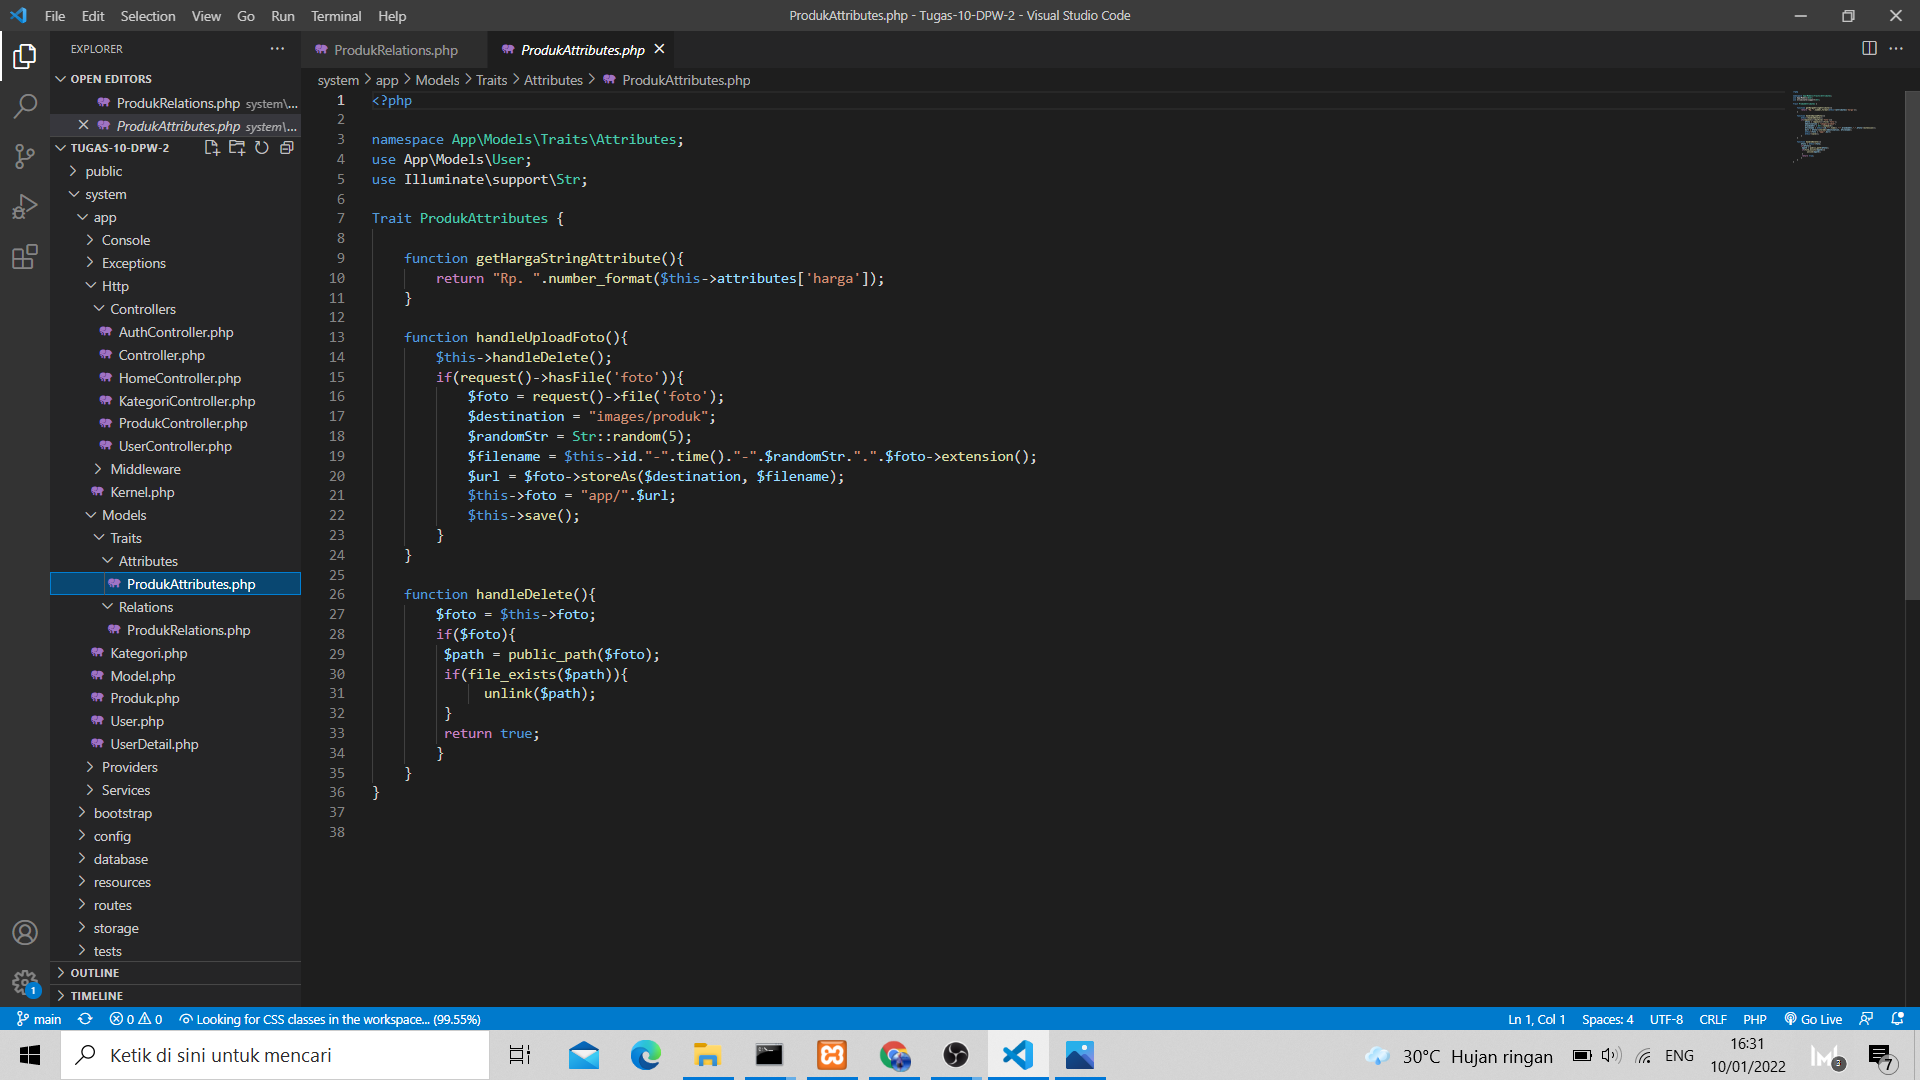 File Edit Selection View Go Run Terminal Help
ProdukAttributes.php - Tugas-10-DPW-2 - Visual Studio Code
EXPLORER
OPEN EDITORS
ProdukRelations.php system\...
ProdukAttributes.php system\...
TUGAS-10-DPW-2
public
system
app
Console
Exceptions
Http
Controllers
AuthController.php
Controller.php
HomeController.php
KategoriController.php
ProdukController.php
UserController.php
Middleware
Kernel.php
Models
Traits
Attributes
ProdukAttributes.php
Relations
ProdukRelations.php
Kategori.php
Model.php
Produk.php
User.php
UserDetail.php
Providers
Services
bootstrap
config
database
resources
routes
storage
tests
OUTLINE
TIMELINE
ProdukRelations.php
ProdukAttributes.php
system > app > Models > Traits > Attributes > ProdukAttributes.php
1 <?php
2
3 namespace App\Models\Traits\Attributes;
4 use App\Models\User;
5 use Illuminate\support\Str;
6
7 Trait ProdukAttributes {
8
9 function getHargaStringAttribute(){
10 return "Rp. ".number_format($this->attributes['harga']);
11 }
12
13 function handleUploadFoto(){
14 $this->handleDelete();
15 if(request()->hasFile('foto')){
16 $foto = request()->file('foto');
17 $destination = "images/produk";
18 $randomStr = Str::random(5);
19 $filename = $this->id."-".time()."-".$randomStr.".".$foto->extension();
20 $url = $foto->storeAs($destination, $filename);
21 $this->foto = "app/".$url;
22 $this->save();
23 }
24 }
25
26 function handleDelete(){
27 $foto = $this->foto;
28 if($foto){
29 $path = public_path($foto);
30 if(file_exists($path)){
31 unlink($path);
32 }
33 return true;
34 }
35 }
36 }
37
38
1
main 0 0 Looking for CSS classes in the workspace... (99.55%)
Ln 1, Col 1 Spaces: 4 UTF-8 CRLF PHP Go Live
Ketik di sini untuk mencari
30°C Hujan ringan
ENG
16:31
10/01/2022
3
7